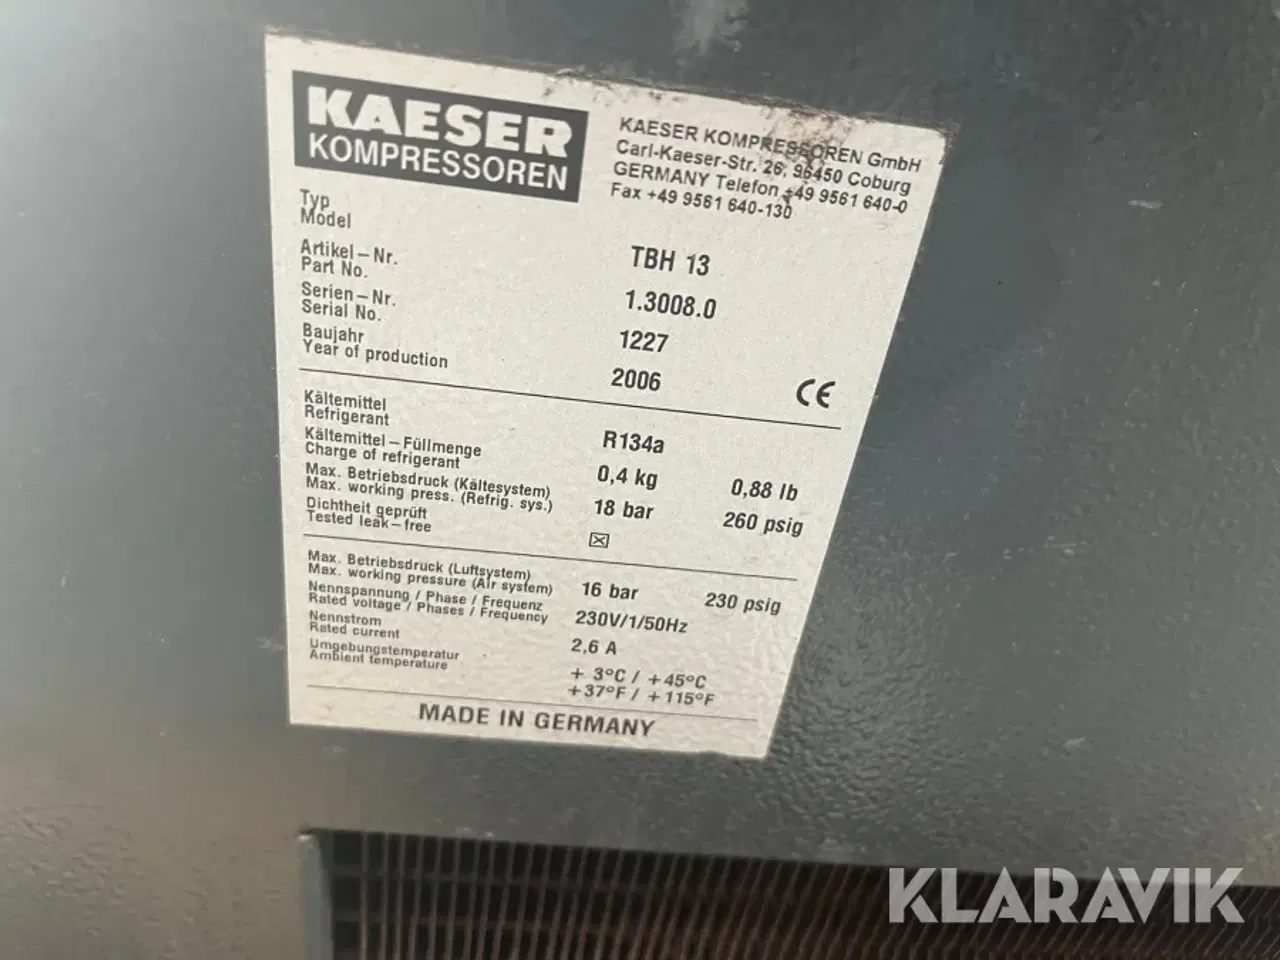 KAESER
KOMPRESSOREN
KAESER KOMPRESSOREN GmbH
Carl-Kaeser-Str. 26, 96450 Coburg
GERMANY Telefon +49 9561 640-0
Fax +49 9561 640-130
Typ
Model
TBH 13
Artikel-Nr.
Part No.
1.3008.0
Serien-Nr.
Serial No.
1227
Baujahr
Year of production
2006
CE
Kältemittel
Refrigerant
R134a
Kältemittel-Füllmenge
Charge of refrigerant
0,4 kg 0,88 lb
Max. Betriebsdruck (Kältesystem)
Max. working press. (Refrig. sys.)
18 bar 260 psig
Dichtheit geprüft
Tested leak-free
☒
Max. Betriebsdruck (Luftsystem)
Max. working pressure (Air system)
16 bar 230 psig
Nennspannung / Phase / Frequenz
Rated voltage / Phases / Frequency
230V/1/50Hz
Nennstrom
Rated current
2,6 A
Umgebungstemperatur
Ambient temperature
+ 3°C / +45°C
+37°F / +115°F
MADE IN GERMANY
KLARAVIK